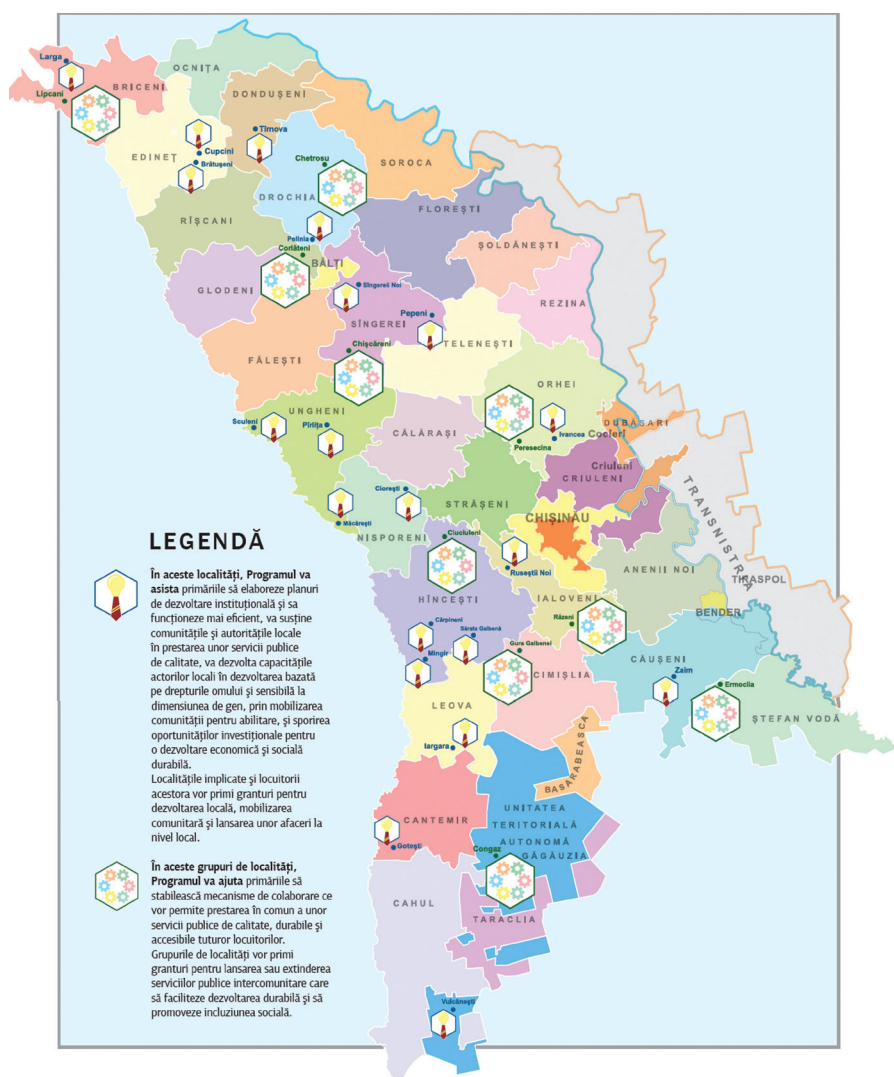 Larga
OCNIȚA
BRICENI
Lipcani
DONDUȘENI
Tîrnova
Cupcini
EDINEȚ
Brătușeni
Chetrosu
SOROCA
DROCHIA
RÎȘCANI
FLOREȘTI
Pelinia
ȘOLDĂNEȘTI
Corlăteni
BĂLȚI
GLODENI
Sîngereii Noi
REZINA
Pepeni
SÎNGEREI
TELENEȘTI
Chișcăreni
FĂLEȘTI
ORHEI
UNGHENI
Sculeni
Pîrlița
CĂLĂRAȘI
DUBĂSARI
Ivancea
Cocieri
Peresecina
Criuleni
CRIULENI
TRANSNISTRIA
Ciorești
STRĂȘENI
CHIȘINĂU
Măcărești
NISPORENI
Ciuciuleni
Ruseștii Noi
ANENII NOI
TIRASPOL
HÎNCEȘTI
IALOVENI
BENDER
Cărpineni
Sărata Galbenă
Răzeni
Gura Galbenei
Mingir
CĂUȘENI
Zaim
CIMIȘLIA
Ermoclia
LEOVA
ȘTEFAN VODĂ
Iargara
BASARABEASCA
UNITATEA
TERITORIALĂ
AUTONOMĂ
GĂGĂUZIA
CANTEMIR
Gotești
Congaz
CAHUL
TARACLIA
Vulcănești
LEGENDĂ
În aceste localități, Programul va
asista primăriile să elaboreze planuri
de dezvoltare instituțională și sa
funcționeze mai eficient, va susține
comunitățile și autoritățile locale
în prestarea unor servicii publice
de calitate, va dezvolta capacitățile
actorilor locali în dezvoltarea bazată
pe drepturile omului și sensibilă la
dimensiunea de gen, prin mobilizarea
comunității pentru abilitare, și sporirea
oportunităților investiționale pentru
o dezvoltare economică și socială
durabilă.
Localitățile implicate și locuitorii
acestora vor primi granturi pentru
dezvoltarea locală, mobilizarea
comunitară și lansarea unor afaceri la
nivel local.
În aceste grupuri de localități,
Programul va ajuta primăriile să
stabilească mecanisme de colaborare ce
vor permite prestarea în comun a unor
servicii publice de calitate, durabile și
accesibile tuturor locuitorilor.
Grupurile de localități vor primi
granturi pentru lansarea sau extinderea
serviciilor publice intercomunitare care
să faciliteze dezvoltarea durabilă și să
promoveze incluziunea socială.